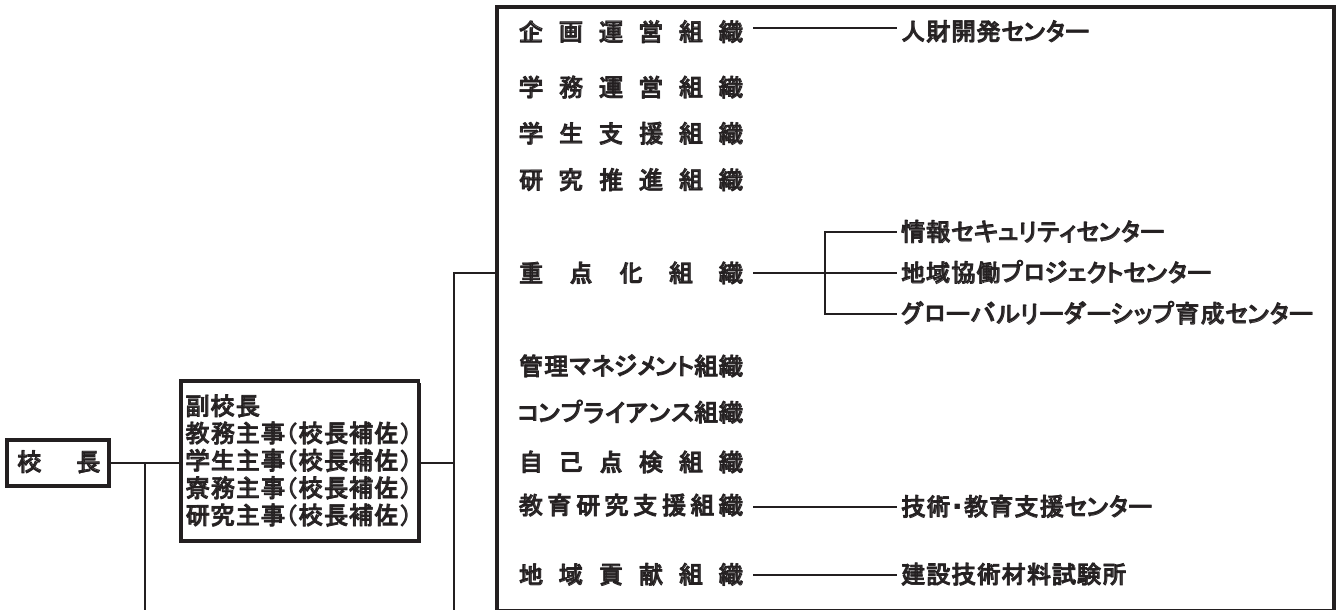 企画運営組織
人財開発センター
学務運営組織
学生支援組織
研究推進組織
重点化組織
情報セキュリティセンター
地域協働プロジェクトセンター
グローバルリーダーシップ育成センター
管理マネジメント組織
コンプライアンス組織
自己点検組織
教育研究支援組織
技術・教育支援センター
地域貢献組織
建設技術材料試験所
副校長
教務主事（校長補佐）
学生主事（校長補佐）
寮務主事（校長補佐）
研究主事（校長補佐）
校長